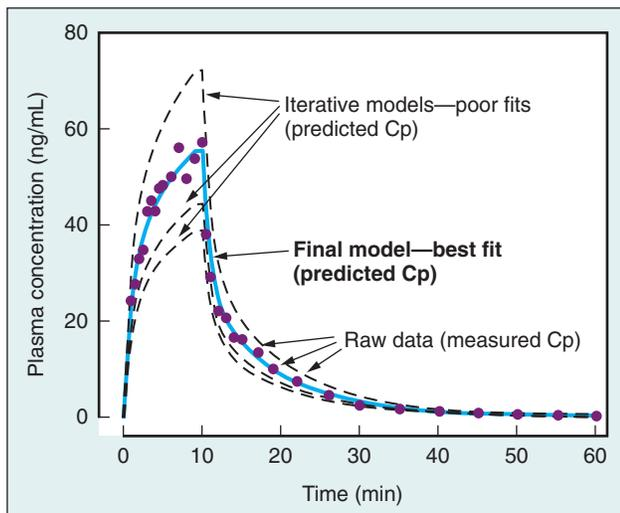 80
60
40
20
0
Plasma concentration (ng/mL)
Iterative models—poor fits
(predicted Cp)
Final model—best fit
(predicted Cp)
Raw data (measured Cp)
0 10 20 30 40 50 60
Time (min)